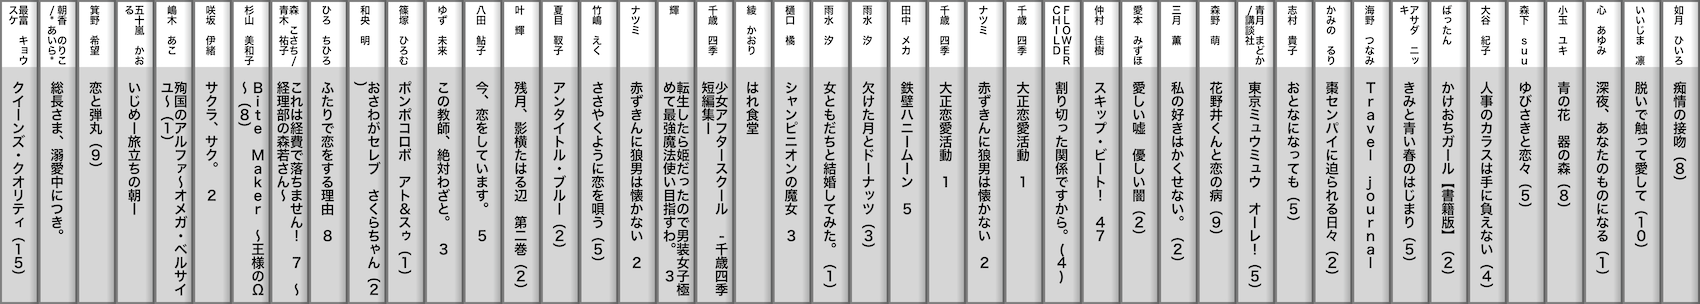 如月 ひいろ
痴情の接吻 (8)
いいじま 凛
脱いで触って愛して (10)
心 あゆみ
深夜、あなたのものになる (1)
小玉 ユキ
青の花 器の森 (8)
森下 suu
ゆびさきと恋々 (5)
大谷 紀子
人事のカラスは手に負えない (4)
ばったん
かけおちガール【書籍版】 (2)
アサダ ニッ
キ
きみと青い春のはじまり (5)
海野 つなみ
Travel journal
かみの るり
棗センパイに迫られる日々 (2)
志村 貴子
おとなになっても (5)
青月 まどか
/講談社
東京ミュウミュウ オーレ! (5)
森野 萌
花野井くんと恋の病 (9)
三月 薫
私の好きはかくせない。 (2)
愛本 みずほ
愛しい嘘 優しい闇 (2)
仲村 佳樹
スキップ・ビート! 47
FLOWER
CHILD
割り切った関係ですから。(4)
千歳 四季
大正恋愛活動 1
ナツミ
赤ずきんに狼男は懐かない 2
千歳 四季
大正恋愛活動 1
田中 メカ
鉄壁ハニームーン 5
雨水 汐
欠けた月とドーナッツ (3)
雨水 汐
女ともだちと結婚してみた。 (1)
樋口 橘
シャンピニオンの魔女 3
綾 かおり
はれ食堂
千歳 四季
少女アフタースクール -千歳四季
短編集ー
輝
転生したら姫だったので男装女子極
めて最強魔法使い目指すわ。 3
ナツミ
赤ずきんに狼男は懐かない 2
竹嶋 えく
ささやくように恋を唄う (5)
夏目 靫子
アンタイトル・ブルー (2)
叶 輝
残月、影横たはる辺 第二巻 (2)
八田 鮎子
今、恋をしています。 5
ゆず 未来
この教師、絶対わざと。 3
篠塚 ひろむ
ポンポコロボ アト&スゥ (1)
和央 明
おさわがセレブ さくらちゃん (2
)
ひろ ちひろ
ふたりで恋をする理由 8
森 こさち/
青木 祐子
これは経費で落ちません! 7 ~
経理部の森若さん~
杉山 美和子
Bite Maker ~王様のΩ
~ (8)
咲坂 伊緒
サクラ、サク。 2
嶋木 あこ
殉国のアルファ~オメガ・ベルサイ
ユ~ (1)
五十嵐 かお
る
いじめー旅立ちの朝ー
箕野 希望
恋と弾丸 (9)
朝香 のりこ
/*あいら*
総長さま、溺愛中につき。
最富 キョウ
スケ
クイーンズ・クオリティ (15)